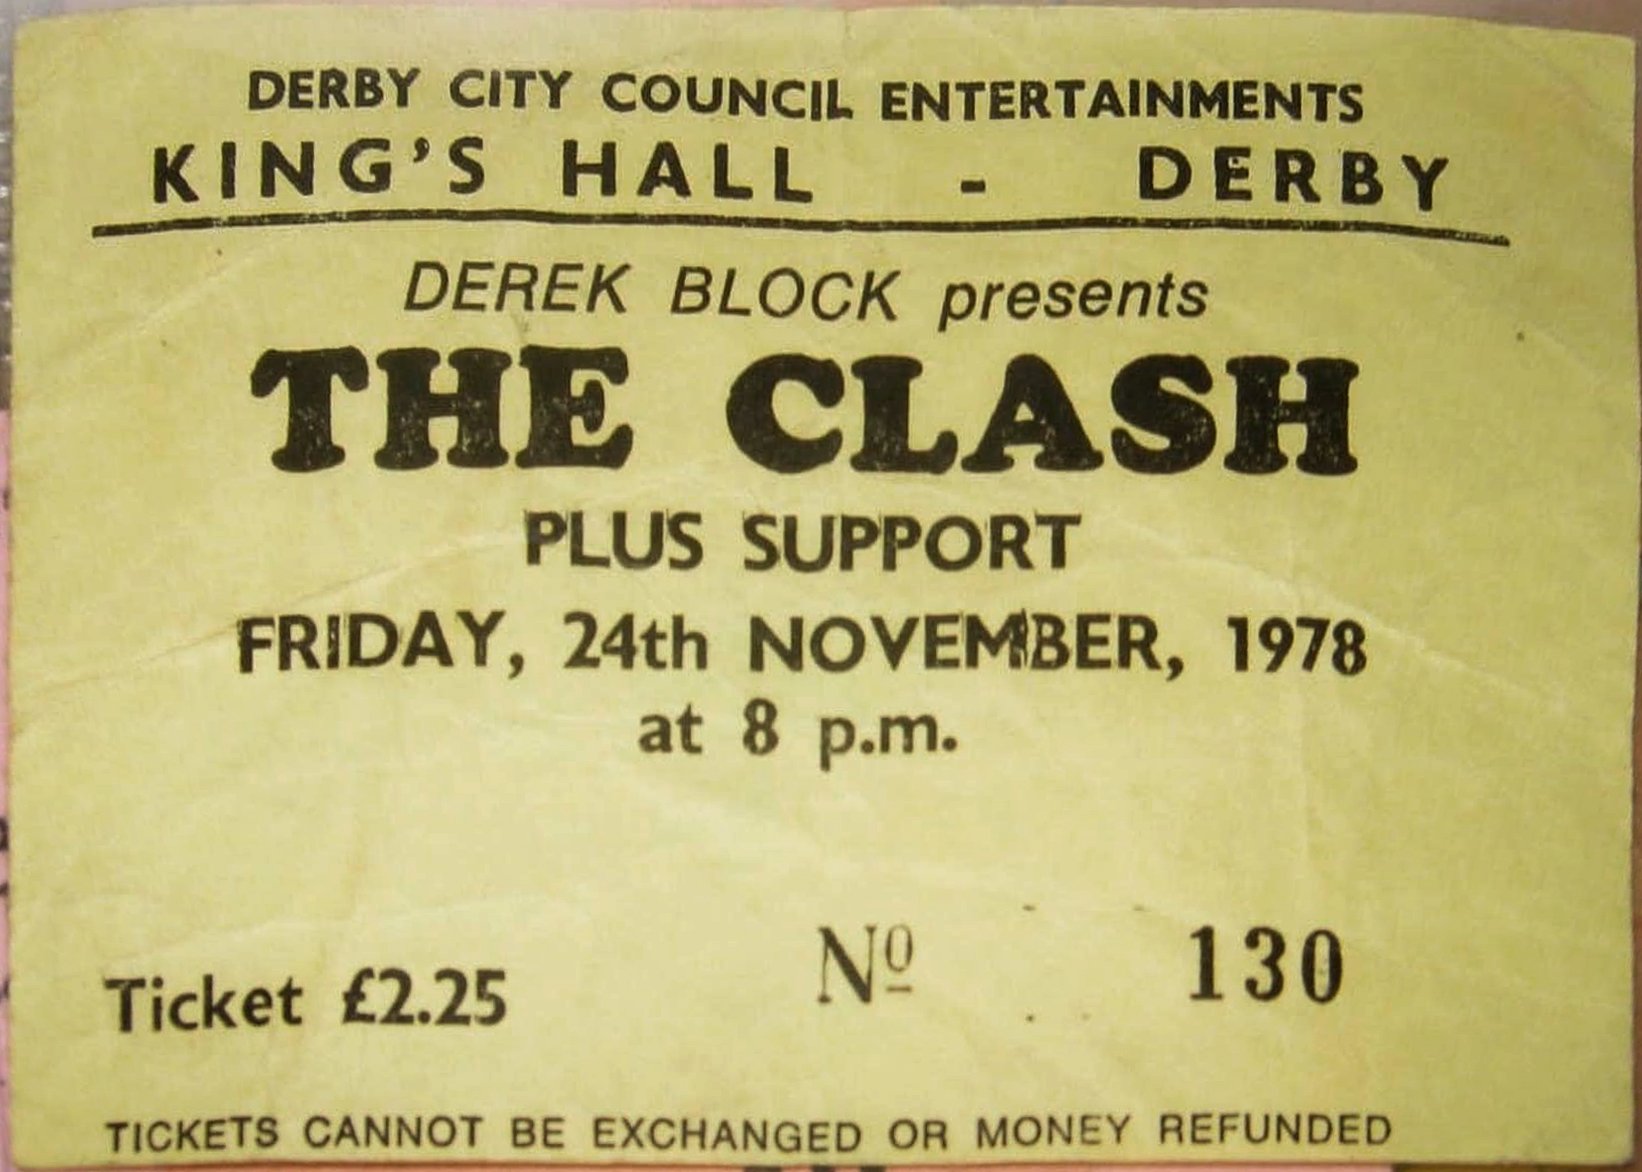 DERBY CITY COUNCIL ENTERTAINMENTS
KING'S HALL - DERBY
DEREK BLOCK presents
THE CLASH
PLUS SUPPORT
FRIDAY, 24th NOVEMBER, 1978
at 8 p.m.
Ticket £2.25 Nº 130
TICKETS CANNOT BE EXCHANGED OR MONEY REFUNDED